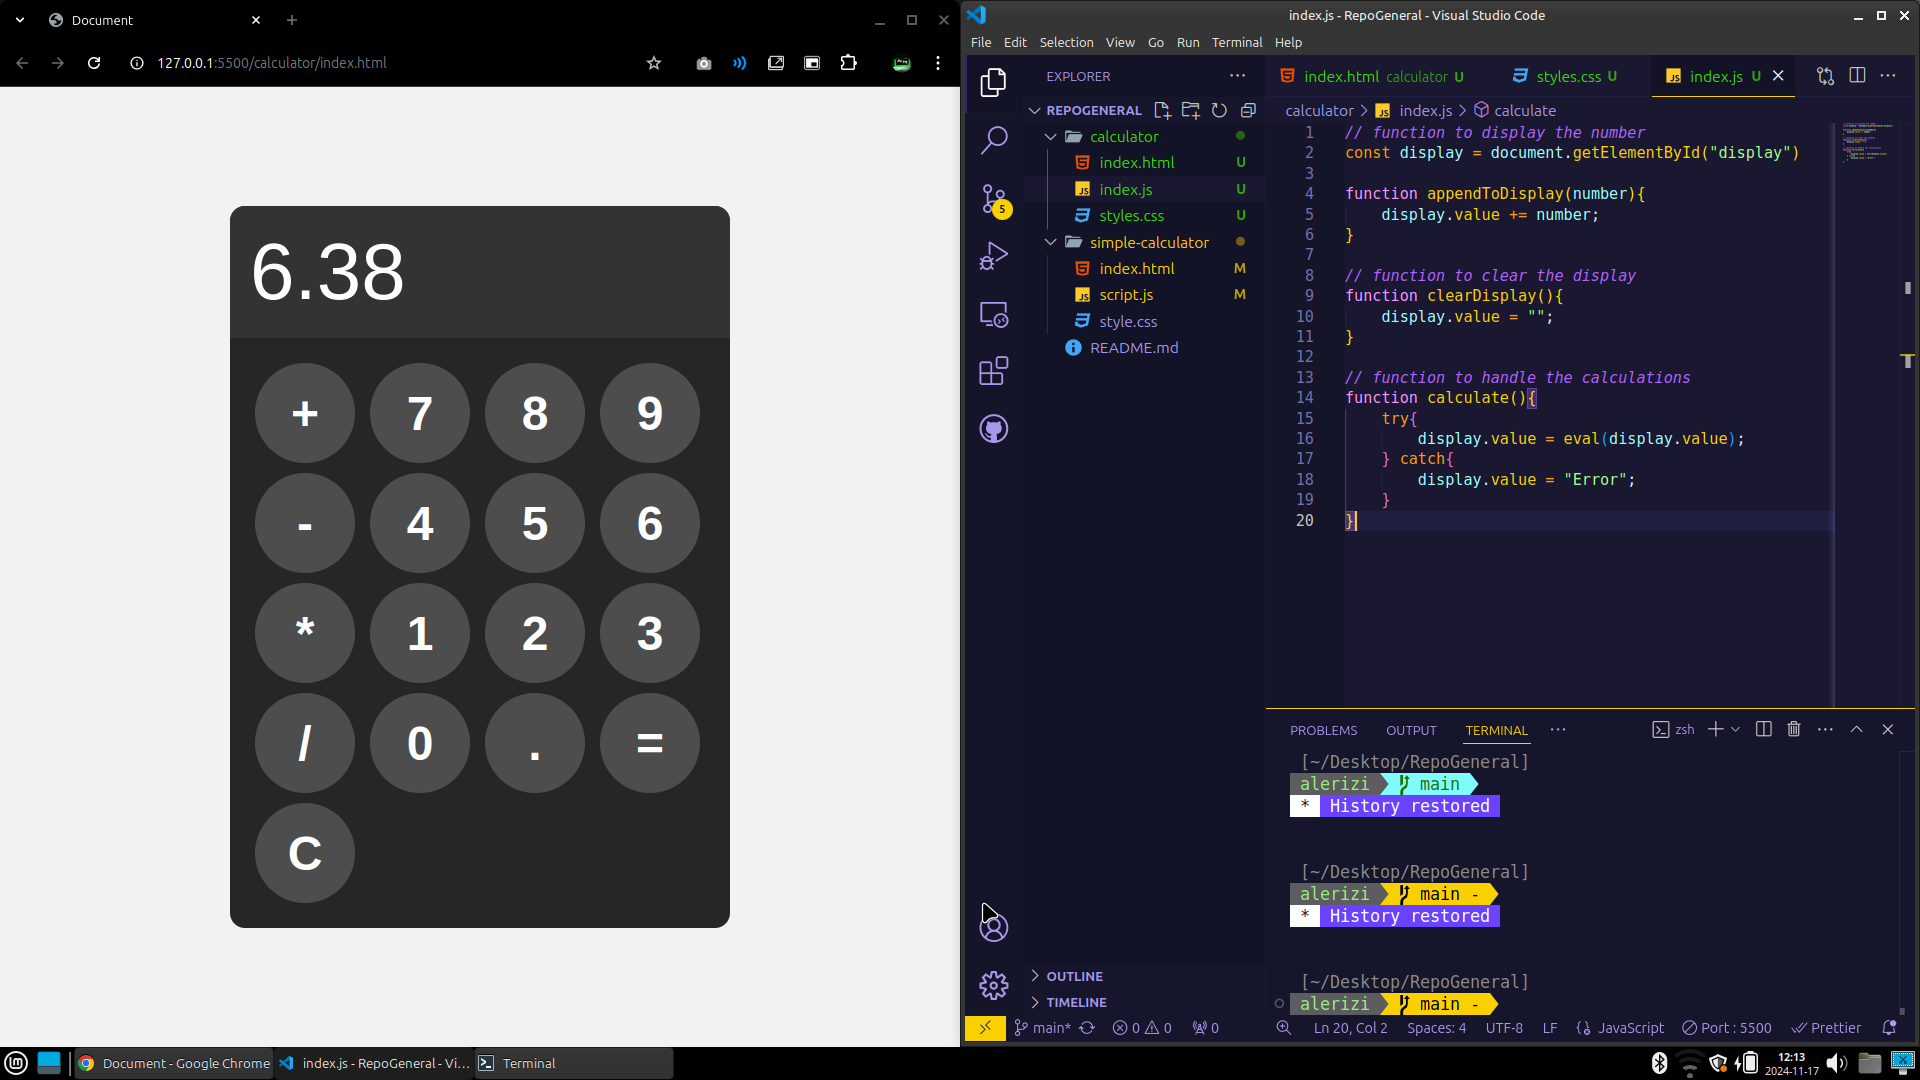 Document
127.0.0.1:5500/calculator/index.html
6.38
+ 7 8 9
- 4 5 6
* 1 2 3
/ 0 . =
C
index.js - RepoGeneral - Visual Studio Code
File Edit Selection View Go Run Terminal Help
EXPLORER
REPOGENERAL
calculator
index.html U
index.js U
styles.css U
simple-calculator
index.html M
script.js M
style.css
README.md
5
OUTLINE
TIMELINE
index.html calculator U styles.css U index.js U
calculator > index.js > calculate
1 // function to display the number
2 const display = document.getElementById("display")
3
4 function appendToDisplay(number){
5 display.value += number;
6 }
7
8 // function to clear the display
9 function clearDisplay(){
10 display.value = "";
11 }
12
13 // function to handle the calculations
14 function calculate(){
15 try{
16 display.value = eval(display.value);
17 } catch{
18 display.value = "Error";
19 }
20 }
PROBLEMS OUTPUT TERMINAL ··· zsh
[~/Desktop/RepoGeneral]
alerizi main
* History restored
[~/Desktop/RepoGeneral]
alerizi main -
* History restored
[~/Desktop/RepoGeneral]
alerizi main -
main* 0 0 0 Ln 20, Col 2 Spaces: 4 UTF-8 LF {} JavaScript Port : 5500 Prettier
Document - Google Chrome index.js - RepoGeneral - Vi... Terminal
12:13
2024-11-17